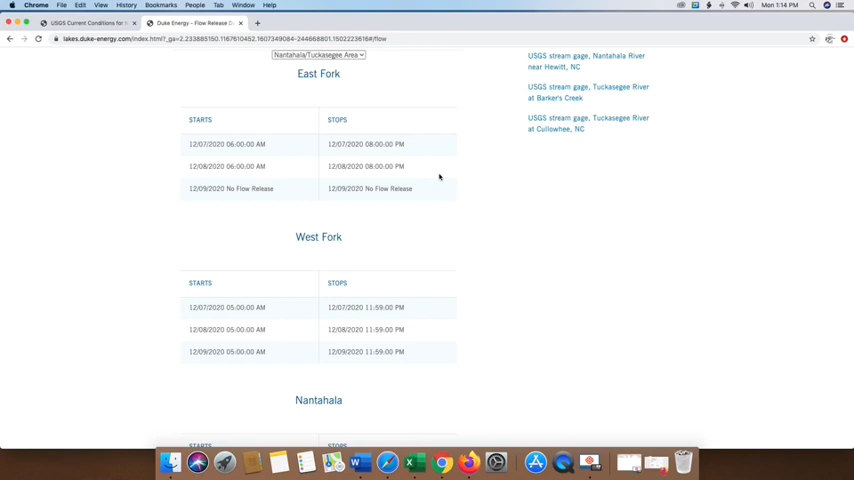 Chrome File Edit View History Bookmarks People Tab Window Help
Mon 1:14 PM
USGS Current Conditions for N
Duke Energy - Flow Release D
lakes.duke-energy.com/index.html?_ga=2.233885150.1167610452.1607349084-244668801.1502223616#/flow
Nantahala/Tuckasegee Area
East Fork
STARTS STOPS
12/07/2020 06:00:00 AM 12/07/2020 08:00:00 PM
12/08/2020 06:00:00 AM 12/08/2020 08:00:00 PM
12/09/2020 No Flow Release 12/09/2020 No Flow Release
West Fork
STARTS STOPS
12/07/2020 05:00:00 AM 12/07/2020 11:59:00 PM
12/08/2020 05:00:00 AM 12/08/2020 11:59:00 PM
12/09/2020 05:00:00 AM 12/09/2020 11:59:00 PM
Nantahala
STARTS STOPS
USGS stream gage, Nantahala River
near Hewitt, NC
USGS stream gage, Tuckasegee River
at Barker's Creek
USGS stream gage, Tuckasegee River
at Cullowhee, NC